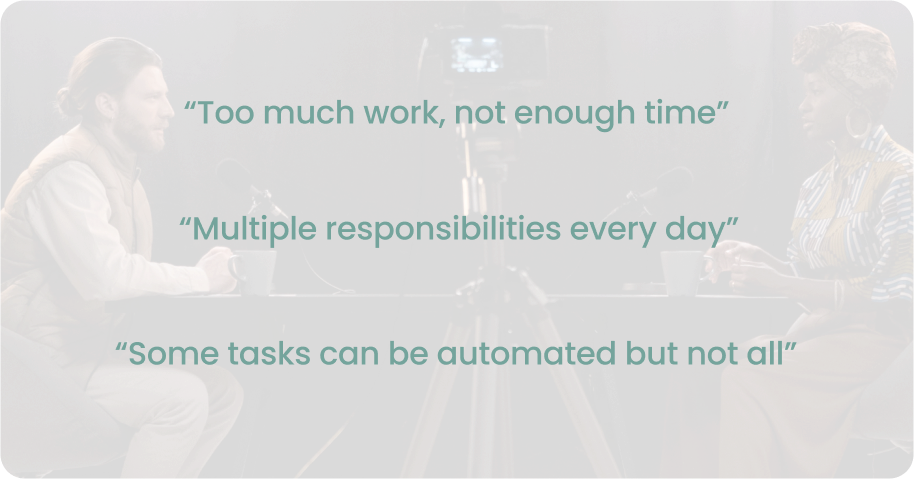 “Too much work, not enough time”
“Multiple responsibilities every day”
“Some tasks can be automated but not all”